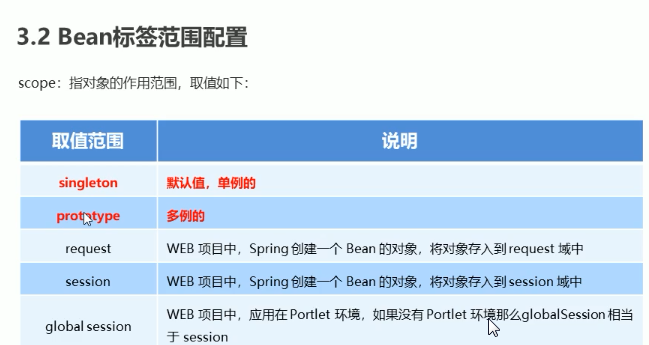 3.2 Bean标签范围配置
scope：指对象的作用范围，取值如下：
取值范围 说明
singleton 默认值，单例的
prototype 多例的
request WEB 项目中，Spring 创建一个 Bean 的对象，将对象存入到 request 域中
session WEB 项目中，Spring 创建一个 Bean 的对象，将对象存入到 session 域中
global session WEB 项目中，应用在 Portlet 环境，如果没有 Portlet 环境那么globalSession 相当
于 session